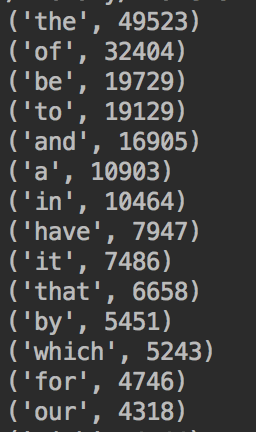 ('the', 49523)
('of', 32404)
('be', 19729)
('to', 19129)
('and', 16905)
('a', 10903)
('in', 10464)
('have', 7947)
('it', 7486)
('that', 6658)
('by', 5451)
('which', 5243)
('for', 4746)
('our', 4318)